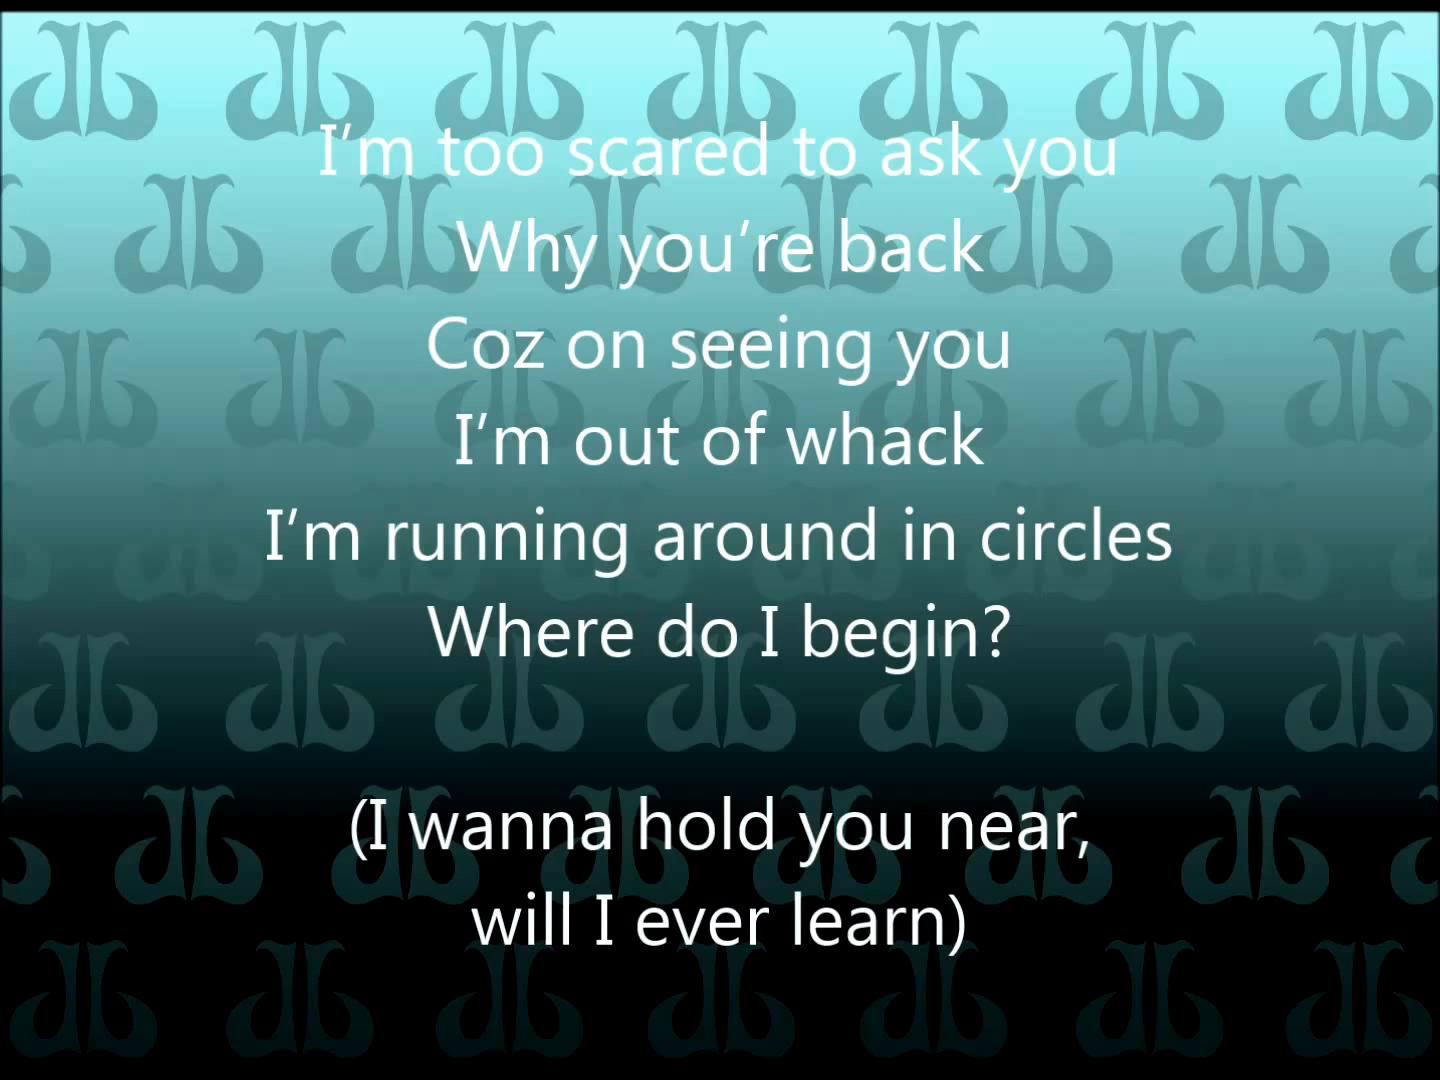 I’m too scared to ask you
Why you’re back
Coz on seeing you
I’m out of whack
I’m running around in circles
Where do I begin?
(I wanna hold you near,
will I ever learn)